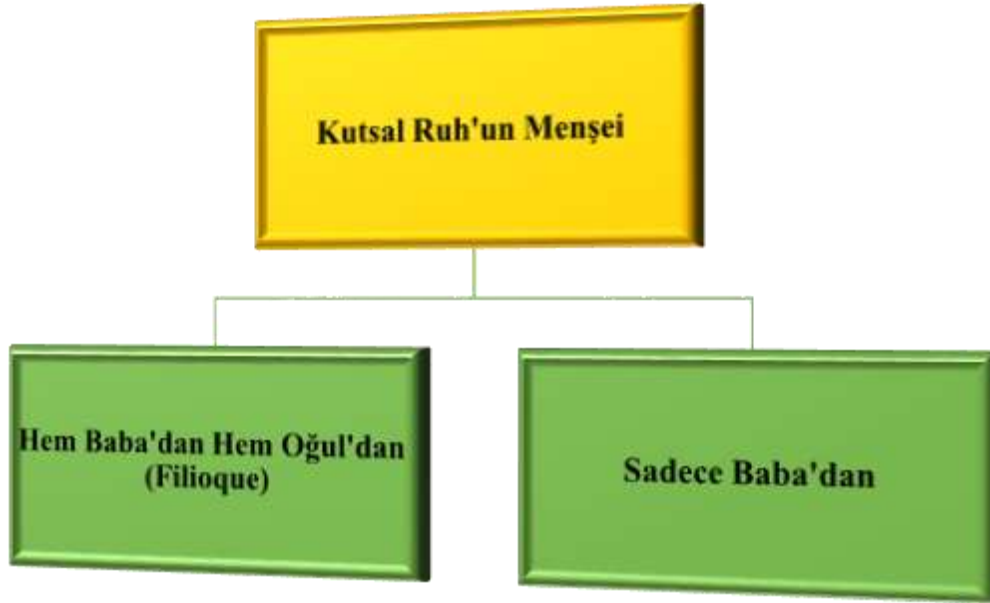 Kutsal Ruh'un Menşei
Hem Baba'dan Hem Oğul'dan
(Filioque)
Sadece Baba'dan